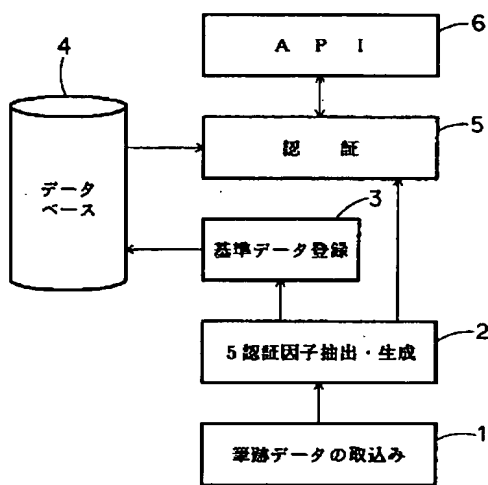 6
A P I
4
5
認 証
データ
ベース
3
基準データ登録
2
5認証因子抽出・生成
1
筆跡データの取込み